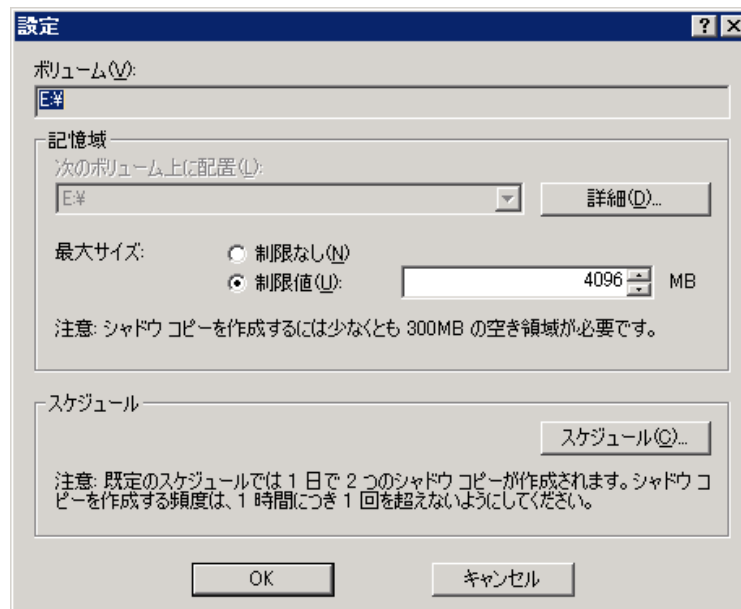 設定
ボリューム(V):
E:¥
記憶域
次のボリューム上に配置(L):
E:¥
詳細(D)...
最大サイズ:
制限なし(N)
制限値(U):
4096
MB
注意: シャドウ コピーを作成するには少なくとも 300MB の空き領域が必要です。
スケジュール
スケジュール(C)...
注意: 既定のスケジュールでは 1 日で 2 つのシャドウ コピーが作成されます。シャドウ コ
ピーを作成する頻度は、1 時間につき 1 回を超えないようにしてください。
OK
キャンセル